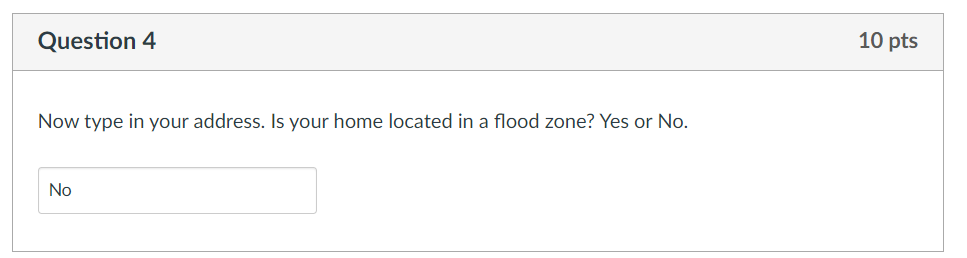 Question 4 10 pts
Now type in your address. Is your home located in a flood zone? Yes or No.
No